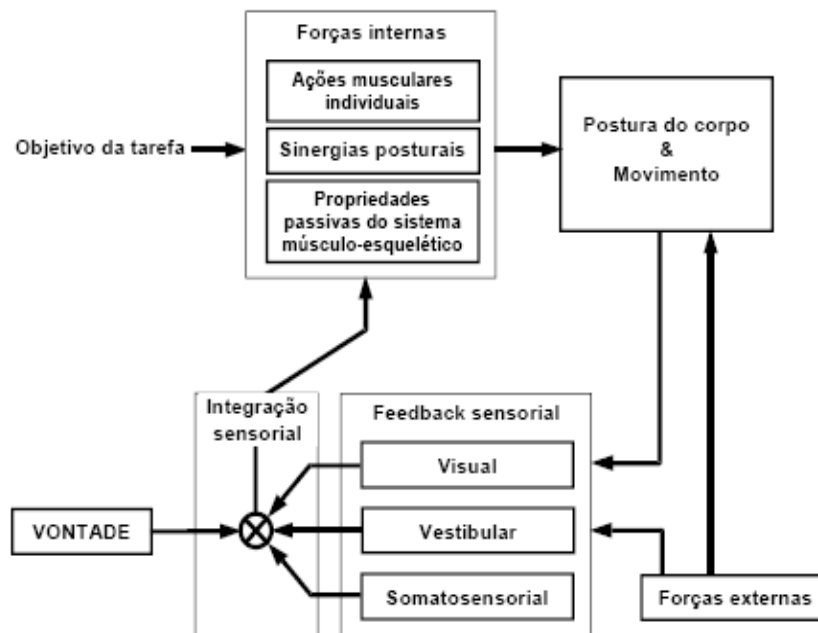 Forças internas
Ações musculares
individuais
Objetivo da tarefa
Sinergias posturais
Propriedades
passivas do sistema
músculo-esquelético
Postura do corpo
&
Movimento
Integração
sensorial
Feedback sensorial
Visual
VONTADE
Vestibular
Somatosensorial
Forças externas